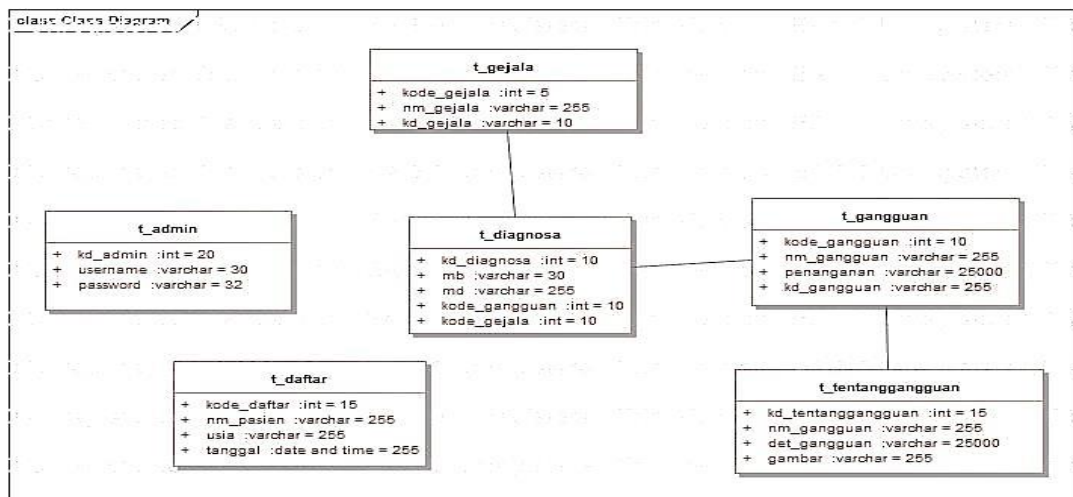 class Class Diagram
t_gejala
+ kode_gejala :int = 5
+ nm_gejala :varchar = 255
+ kd_gejala :varchar = 10
t_admin
+ kd_admin :int = 20
+ username :varchar = 30
+ password :varchar = 32
t_diagnosa
+ kd_diagnosa :int = 10
+ mb :varchar = 30
+ md :varchar = 255
+ kode_gangguan :int = 10
+ kode_gejala :int = 10
t_gangguan
+ kode_gangguan :int = 10
+ nm_gangguan :varchar = 255
+ penanganan :varchar = 25000
+ kd_gangguan :varchar = 255
t_daftar
+ kode_daftar :int = 15
+ nm_pasien :varchar = 255
+ usia :varchar = 255
+ tanggal :date and time = 255
t_tentanggangguan
+ kd_tentanggangguan :int = 15
+ nm_gangguan :varchar = 255
+ det_gangguan :varchar = 25000
+ gambar :varchar = 255